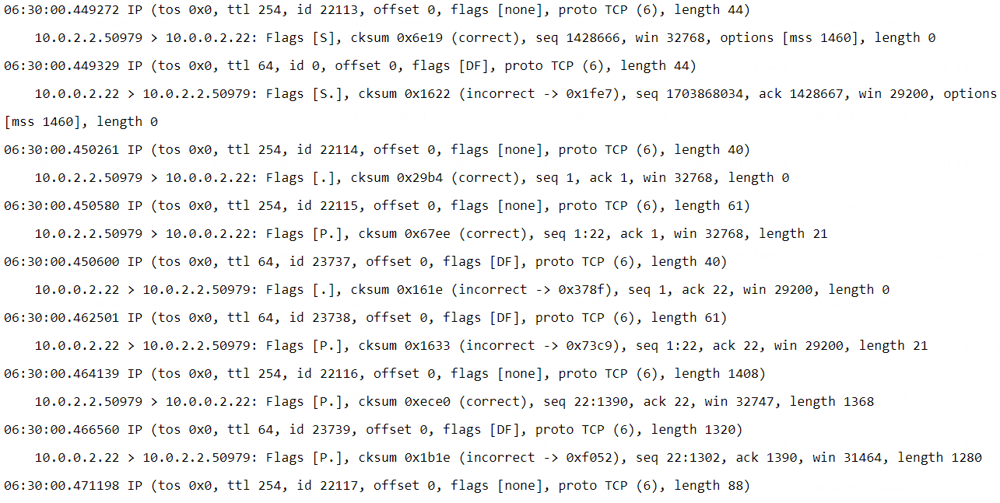 06:30:00.449272 IP (tos 0x0, ttl 254, id 22113, offset 0, flags [none], proto TCP (6), length 44)
10.0.2.2.50979 > 10.0.0.2.22: Flags [S], cksum 0x6e19 (correct), seq 1428666, win 32768, options [mss 1460], length 0
06:30:00.449329 IP (tos 0x0, ttl 64, id 0, offset 0, flags [DF], proto TCP (6), length 44)
10.0.0.2.22 > 10.0.2.2.50979: Flags [S.], cksum 0x1622 (incorrect -> 0x1fe7), seq 1703868034, ack 1428667, win 29200, options
[mss 1460], length 0
06:30:00.450261 IP (tos 0x0, ttl 254, id 22114, offset 0, flags [none], proto TCP (6), length 40)
10.0.2.2.50979 > 10.0.0.2.22: Flags [.], cksum 0x29b4 (correct), seq 1, ack 1, win 32768, length 0
06:30:00.450580 IP (tos 0x0, ttl 254, id 22115, offset 0, flags [none], proto TCP (6), length 61)
10.0.2.2.50979 > 10.0.0.2.22: Flags [P.], cksum 0x67ee (correct), seq 1:22, ack 1, win 32768, length 21
06:30:00.450600 IP (tos 0x0, ttl 64, id 23737, offset 0, flags [DF], proto TCP (6), length 40)
10.0.0.2.22 > 10.0.2.2.50979: Flags [.], cksum 0x161e (incorrect -> 0x378f), seq 1, ack 22, win 29200, length 0
06:30:00.462501 IP (tos 0x0, ttl 64, id 23738, offset 0, flags [DF], proto TCP (6), length 61)
10.0.0.2.22 > 10.0.2.2.50979: Flags [P.], cksum 0x1633 (incorrect -> 0x73c9), seq 1:22, ack 22, win 29200, length 21
06:30:00.464139 IP (tos 0x0, ttl 254, id 22116, offset 0, flags [none], proto TCP (6), length 1408)
10.0.2.2.50979 > 10.0.0.2.22: Flags [P.], cksum 0xece0 (correct), seq 22:1390, ack 22, win 32747, length 1368
06:30:00.466560 IP (tos 0x0, ttl 64, id 23739, offset 0, flags [DF], proto TCP (6), length 1320)
10.0.0.2.22 > 10.0.2.2.50979: Flags [P.], cksum 0x1b1e (incorrect -> 0xf052), seq 22:1302, ack 1390, win 31464, length 1280
06:30:00.471198 IP (tos 0x0, ttl 254, id 22117, offset 0, flags [none], proto TCP (6), length 88)